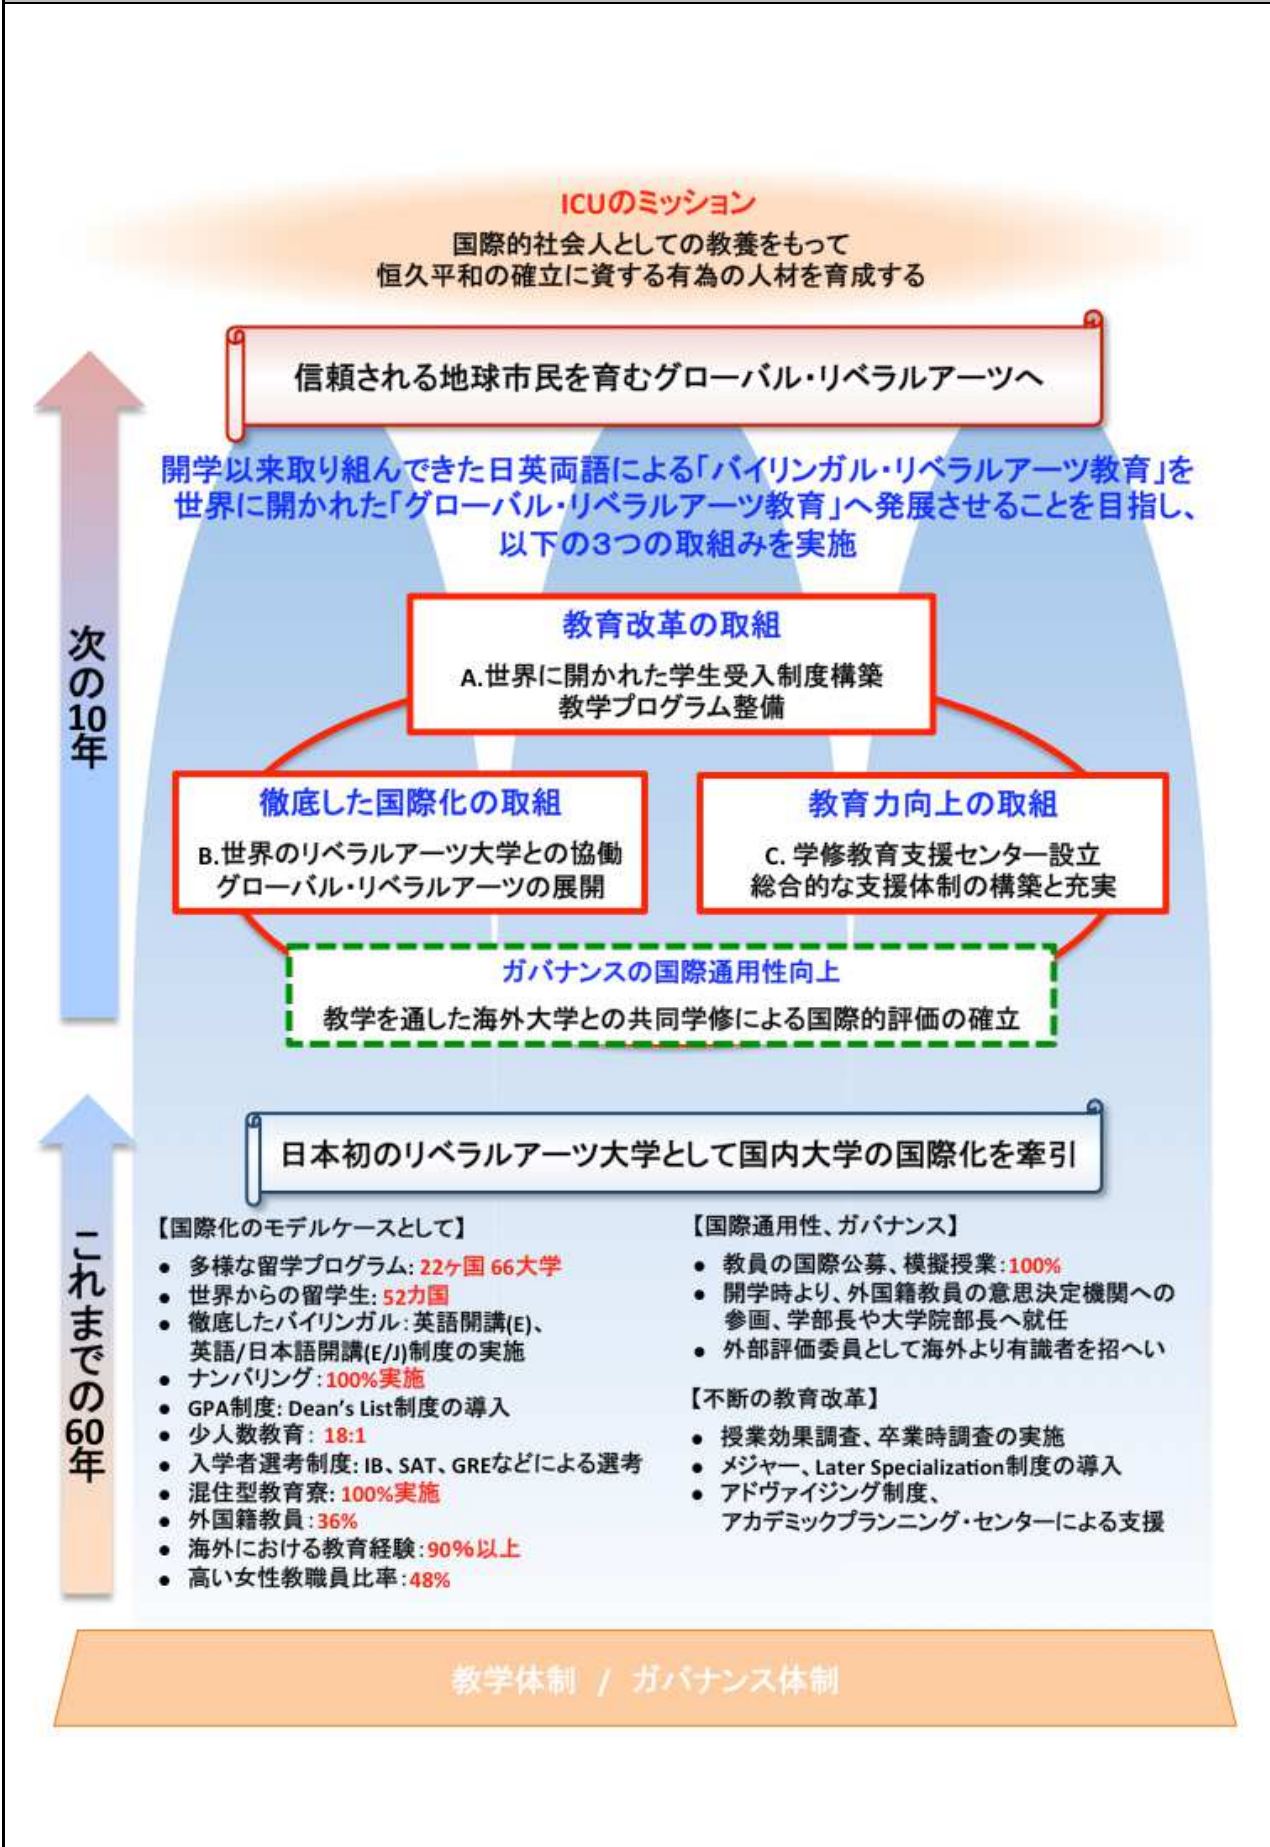 ICUのミッション
国際的社会人としての教養をもって
恒久平和の確立に資する有為の人材を育成する
信頼される地球市民を育むグローバル・リベラルアーツへ
開学以来取り組んできた日英両語による「バイリンガル・リベラルアーツ教育」を
世界に開かれた「グローバル・リベラルアーツ教育」へ発展させることを目指し、
以下の3つの取組みを実施
次の10年
教育改革の取組
A.世界に開かれた学生受入制度構築
教学プログラム整備
徹底した国際化の取組
B.世界のリベラルアーツ大学との協働
グローバル・リベラルアーツの展開
教育力向上の取組
C. 学修教育支援センター設立
総合的な支援体制の構築と充実
ガバナンスの国際通用性向上
教学を通した海外大学との共同学修による国際的評価の確立
これまでの60年
日本初のリベラルアーツ大学として国内大学の国際化を牽引
【国際化のモデルケースとして】
● 多様な留学プログラム: 22ヶ国 66大学
● 世界からの留学生: 52カ国
● 徹底したバイリンガル：英語開講(E)、
英語/日本語開講(E/J)制度の実施
● ナンバリング：100%実施
● GPA制度: Dean's List制度の導入
● 少人数教育： 18:1
● 入学者選考制度: IB、SAT、GREなどによる選考
● 混住型教育寮: 100%実施
● 外国籍教員：36%
● 海外における教育経験：90％以上
● 高い女性教職員比率：48%
【国際通用性、ガバナンス】
● 教員の国際公募、模擬授業：100%
● 開学時より、外国籍教員の意思決定機関への
参画、学部長や大学院部長へ就任
● 外部評価委員として海外より有識者を招へい
【不断の教育改革】
● 授業効果調査、卒業時調査の実施
● メジャー、Later Specialization制度の導入
● アドヴァイジング制度、
アカデミックプランニング・センターによる支援
教学体制 / ガバナンス体制